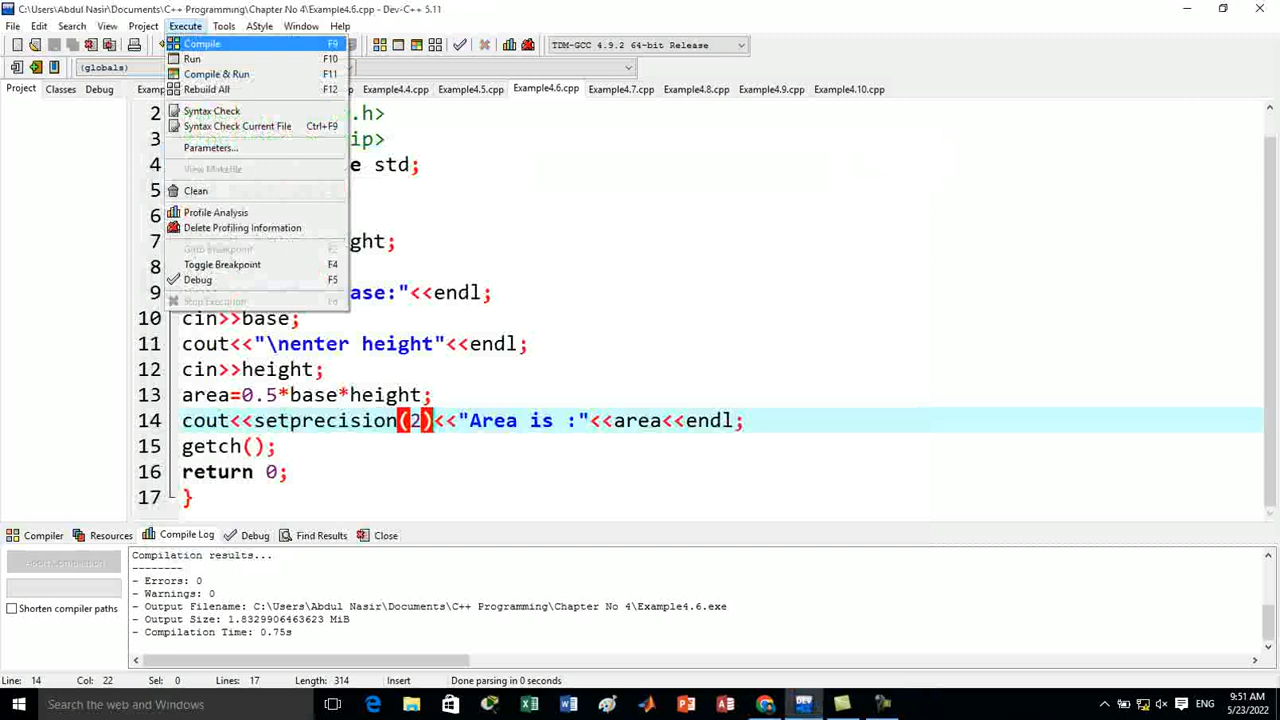 C:\Users\Abdul Nasir\Documents\C++ Programming\Chapter No 4\Example4.6.cpp - Dev-C++ 5.11
File Edit Search View Project Execute Tools AStyle Window Help
Compile F9
TDM-GCC 4.9.2 64-bit Release
Run F10
(globals)
Compile & Run F11
Project Classes Debug Examp Example4.4.cpp Example4.5.cpp Example4.6.cpp Example4.7.cpp Example4.8.cpp Example4.9.cpp Example4.10.cpp
Rebuild All F12
Syntax Check
Syntax Check Current File Ctrl+F9
Parameters...
View Makefile
Clean
Profile Analysis
Delete Profiling Information
Goto Breakpoint F2
Toggle Breakpoint F4
Debug F5
Stop Execution F6
2 .h>
3 ip>
4 e std;
5
6
7 ght;
8
9 ase:"<<endl;
10 cin>>base;
11 cout<<"\nenter height"<<endl;
12 cin>>height;
13 area=0.5*base*height;
14 cout<<setprecision(2)<<"Area is :"<<area<<endl;
15 getch();
16 return 0;
17 }
Compiler Resources Compile Log Debug Find Results Close
Abort Compilation
Shorten compiler paths
Compilation results...
--------
- Errors: 0
- Warnings: 0
- Output Filename: C:\Users\Abdul Nasir\Documents\C++ Programming\Chapter No 4\Example4.6.exe
- Output Size: 1.8329906463623 MiB
- Compilation Time: 0.75s
Line: 14 Col: 22 Sel: 0 Lines: 17 Length: 314 Insert Done parsing in 0 seconds
Search the web and Windows
DEV
ENG
9:51 AM
5/23/2022